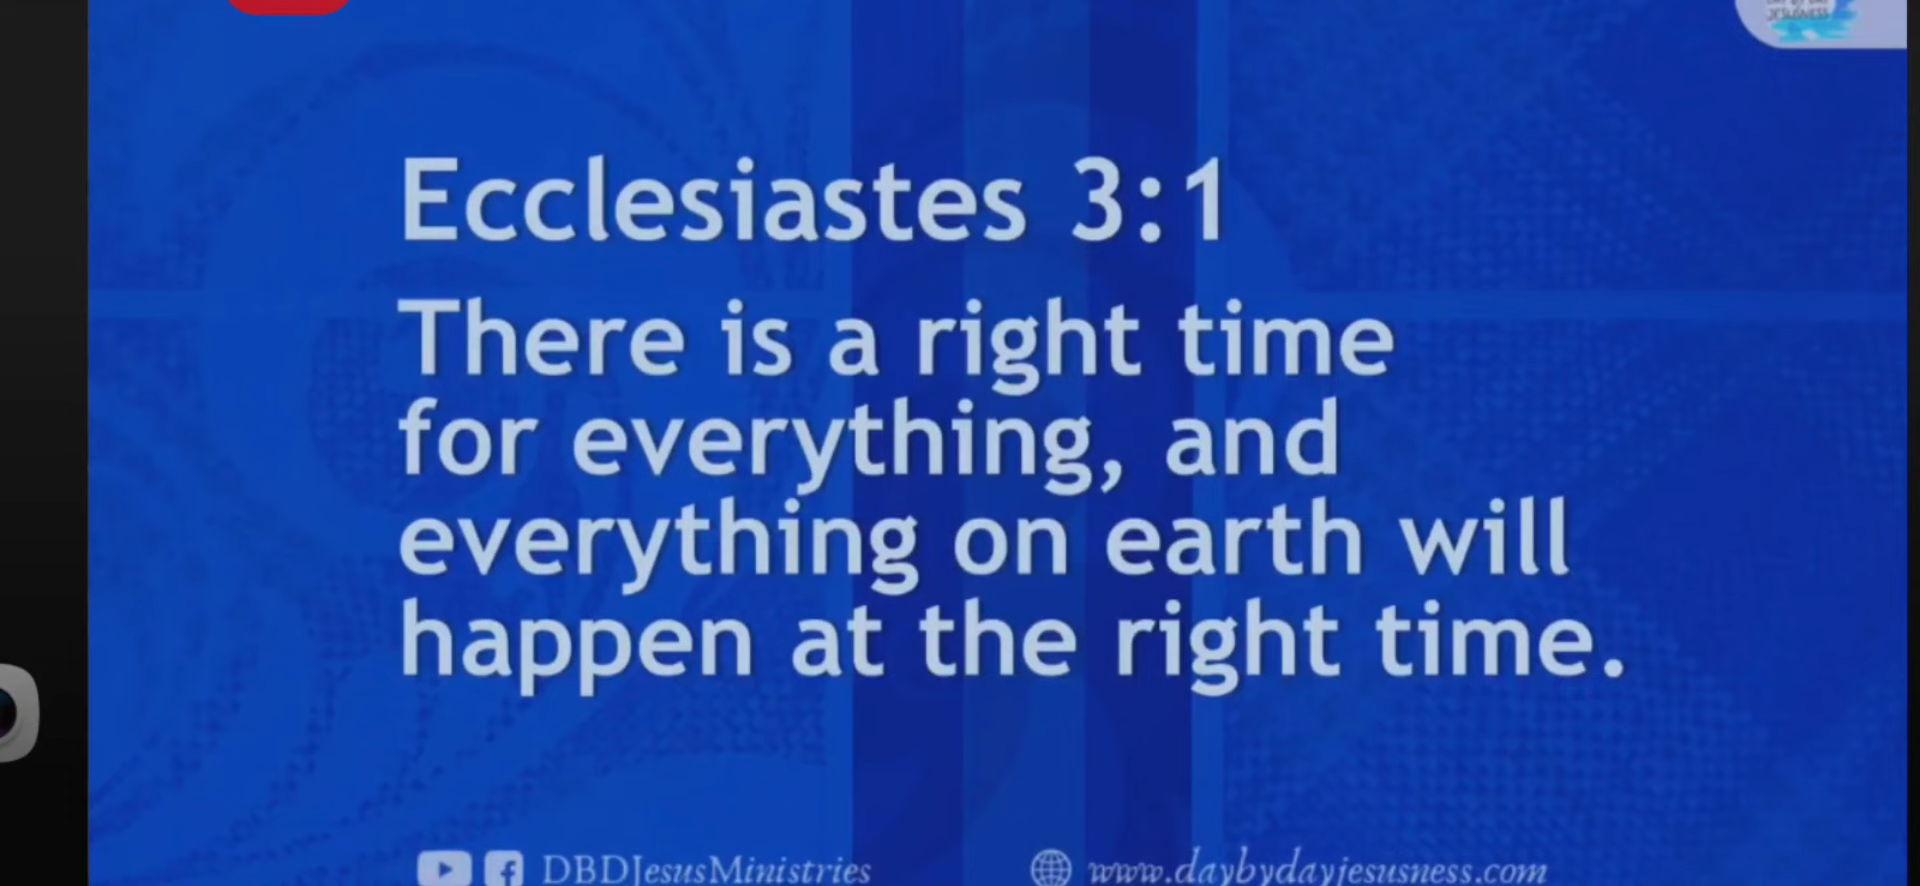 JESUSNESS
Ecclesiastes 3:1
There is a right time
for everything, and
everything on earth will
happen at the right time.
DBDJesusMinistries
www.daybydayjesusness.com